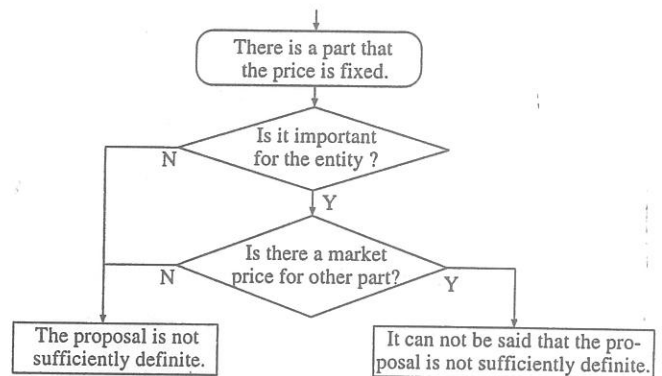 There is a part that
the price is fixed.
Is it important
for the entity ?
N
Y
Is there a market
price for other part?
N
Y
The proposal is not
sufficiently definite.
It can not be said that the pro-
posal is not sufficiently definite.